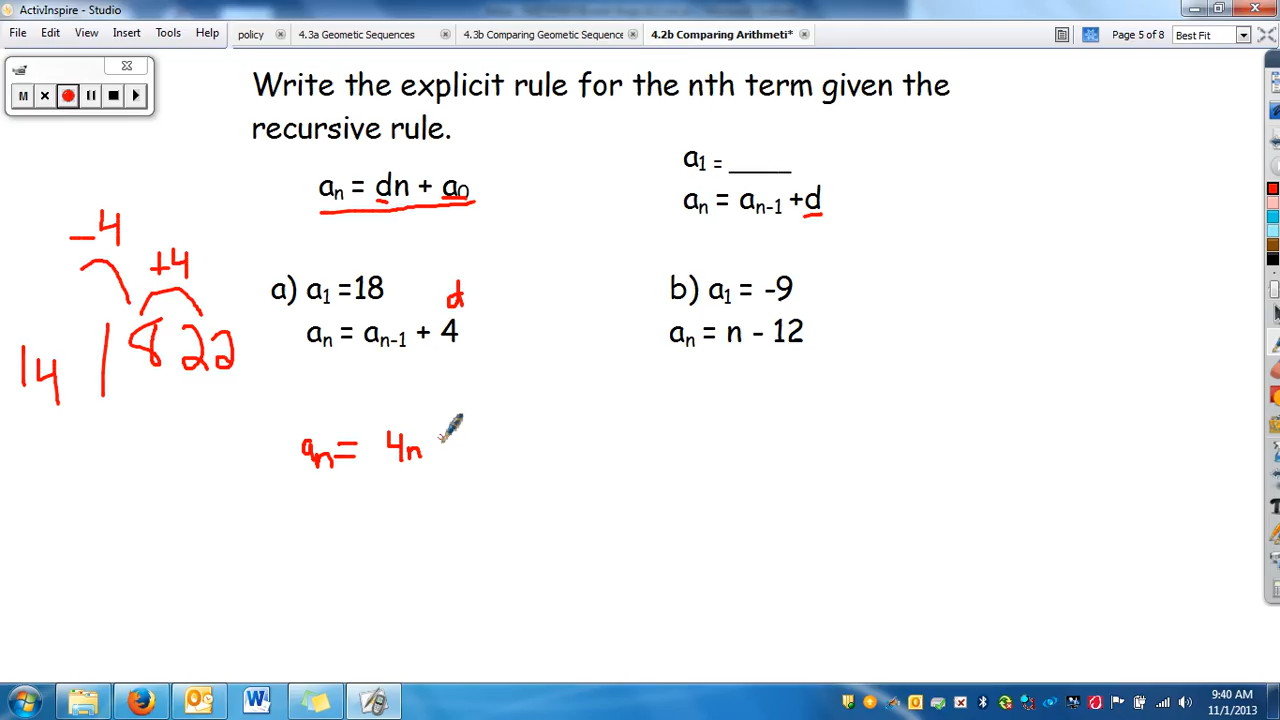 ActivInspire - Studio
File Edit View Insert Tools Help
policy 4.3a Geometic Sequences 4.3b Comparing Geometic Sequence 4.2b Comparing Arithmeti* Page 5 of 8 Best Fit
M
Write the explicit rule for the nth term given the
recursive rule.
a₁ = _____
aₙ = dn + a₀
aₙ = aₙ₋₁ +d
-4
+4
a) a₁ =18
d
b) a₁ = -9
aₙ = aₙ₋₁ + 4
aₙ = n - 12
14 18 22
aₙ = 4n
9:40 AM
11/1/2013